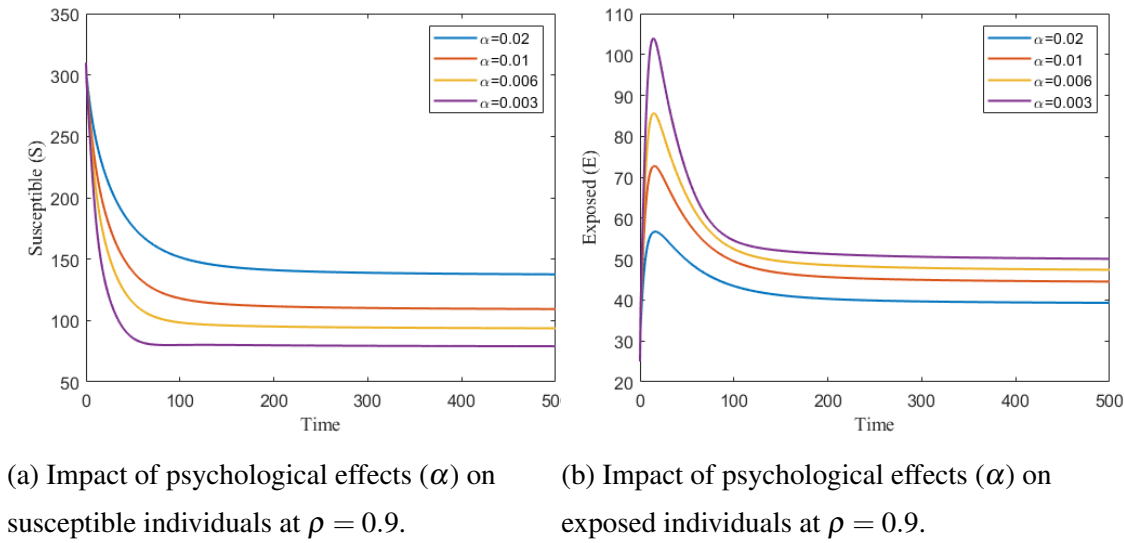 350
300
250
200
150
100
50
Susceptible (S)
α=0.02
α=0.01
α=0.006
α=0.003
0
100
200
300
400
500
Time
110
100
90
80
70
60
50
40
30
20
Exposed (E)
α=0.02
α=0.01
α=0.006
α=0.003
0
100
200
300
400
500
Time
(a) Impact of psychological effects (α) on
susceptible individuals at ρ = 0.9.
(b) Impact of psychological effects (α) on
exposed individuals at ρ = 0.9.